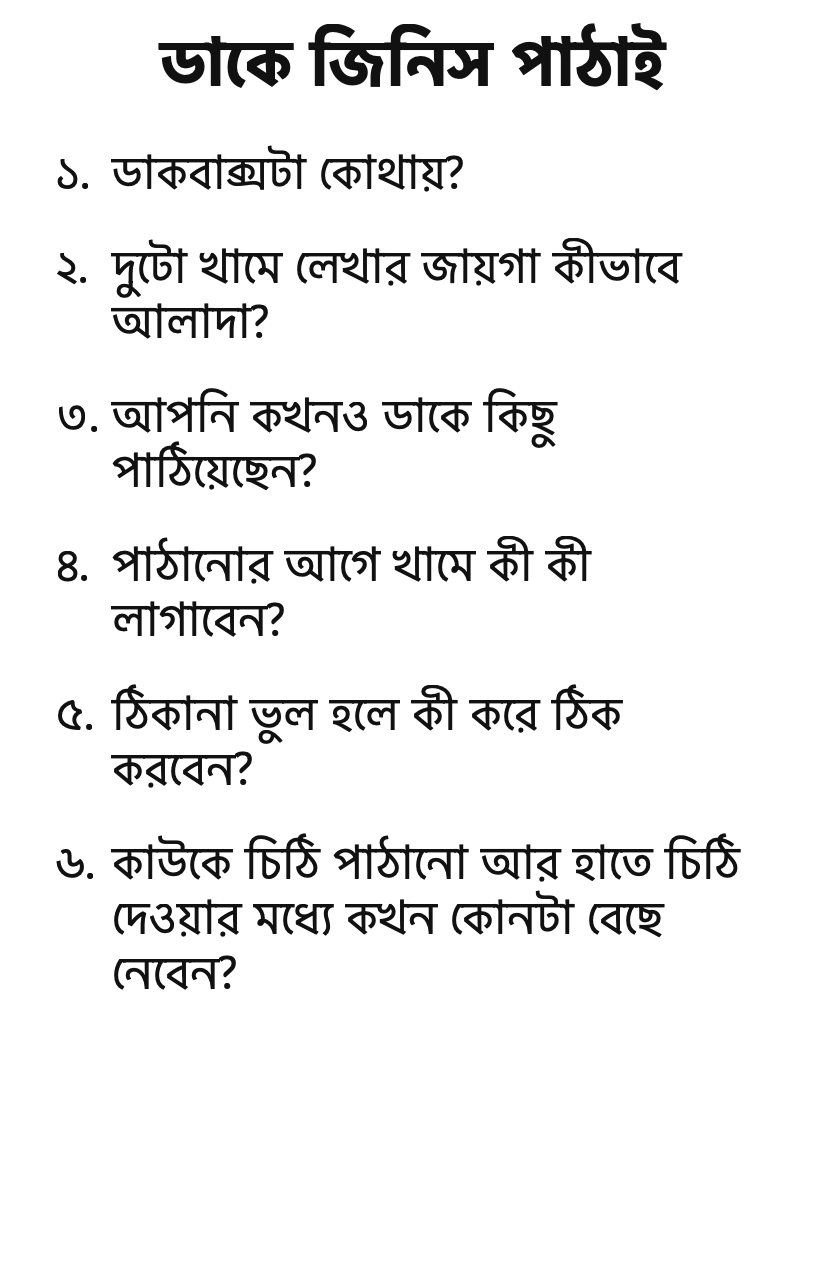 ডাকে জিনিস পাঠাই
১. ডাকবাক্সটা কোথায়?
২. দুটো খামে লেখার জায়গা কীভাবে
আলাদা?
৩. আপনি কখনও ডাকে কিছু
পাঠিয়েছেন?
৪. পাঠানোর আগে খামে কী কী
লাগাবেন?
৫. ঠিকানা ভুল হলে কী করে ঠিক
করবেন?
৬. কাউকে চিঠি পাঠানো আর হাতে চিঠি
দেওয়ার মধ্যে কখন কোনটা বেছে
নেবেন?